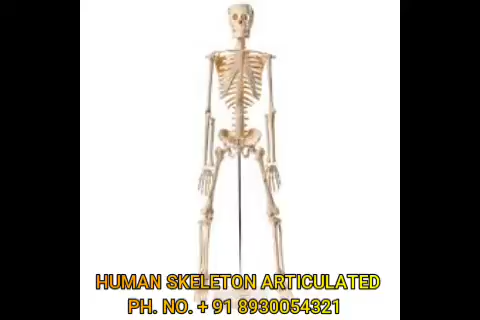 HUMAN SKELETON ARTICULATED
PH. NO. + 91 8930054321